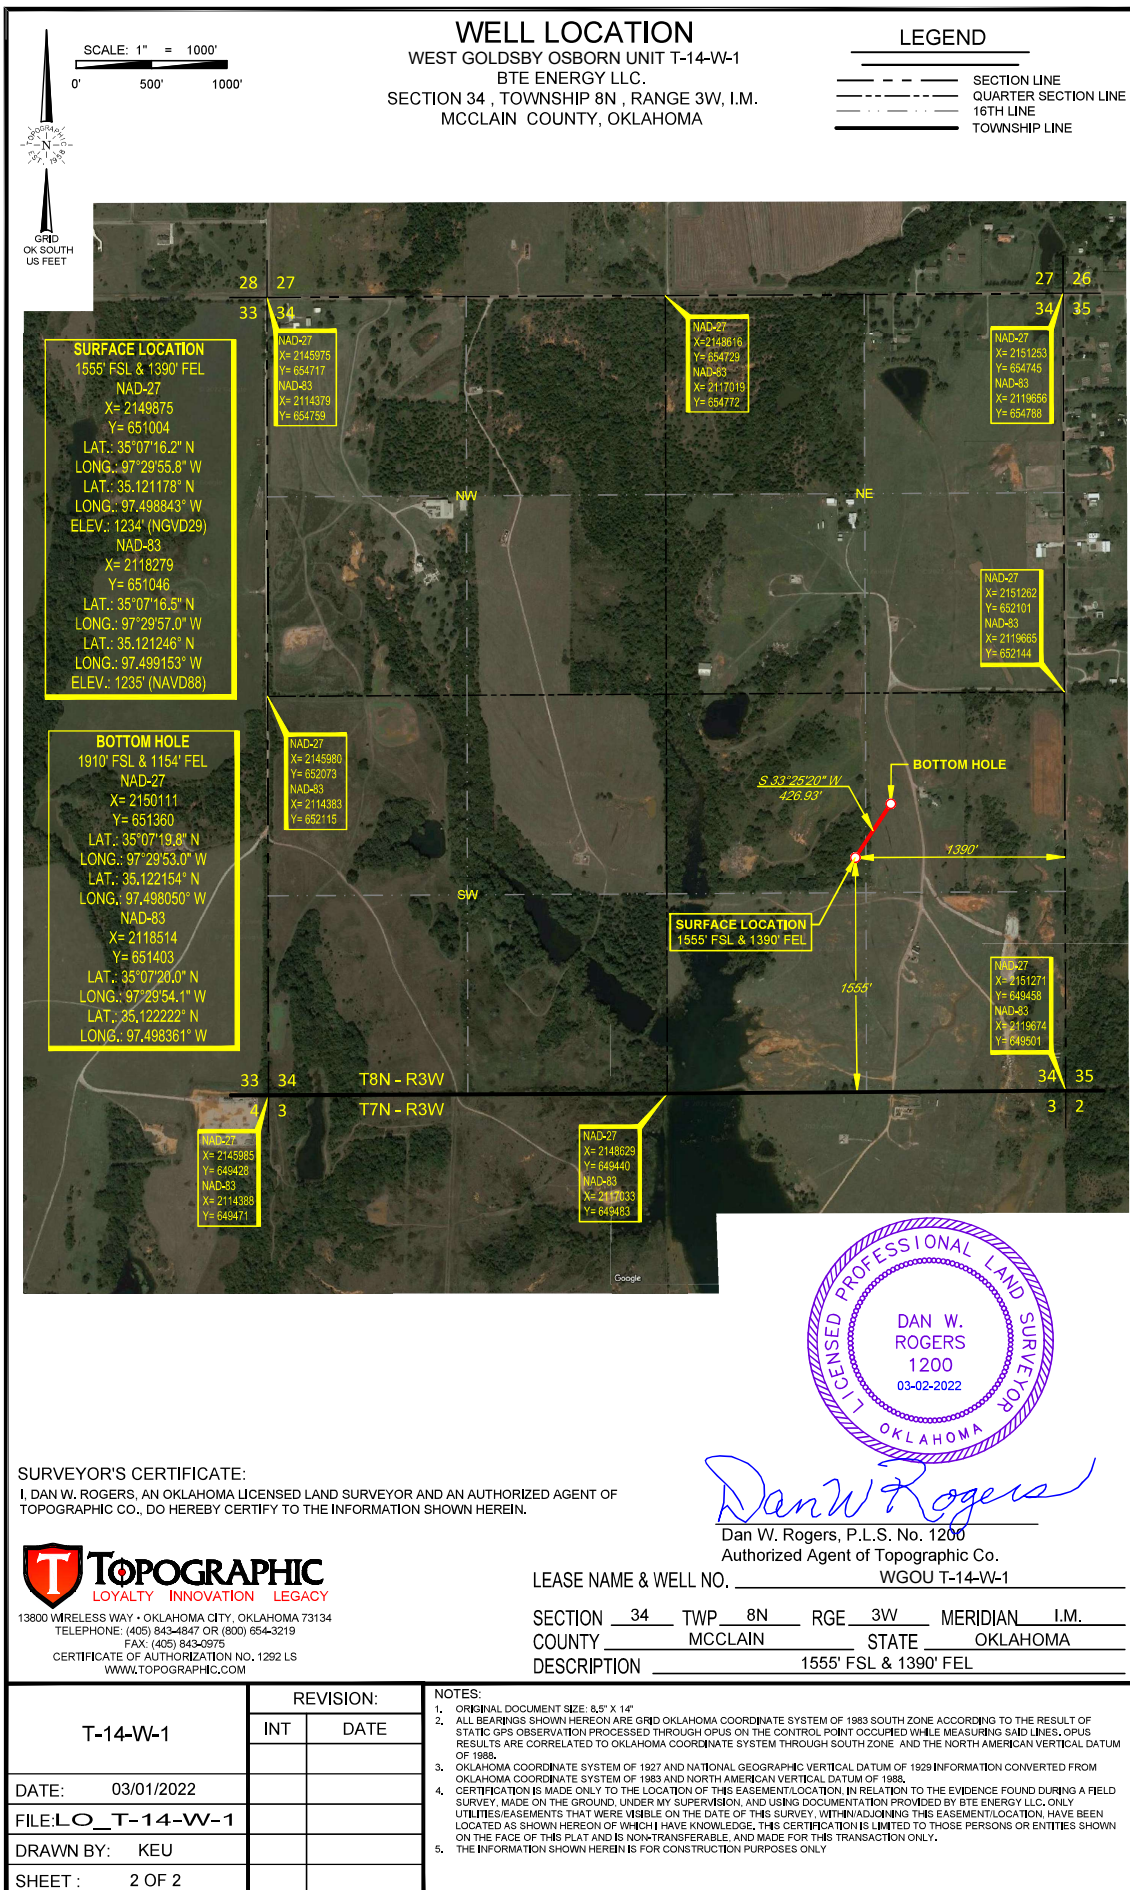 WELL LOCATION
WEST GOLDSBY OSBORN UNIT T-14-W-1
BTE ENERGY LLC.
SECTION 34 , TOWNSHIP 8N , RANGE 3W, I.M.
MCCLAIN COUNTY, OKLAHOMA
SCALE: 1" = 1000'
0' 500' 1000'
TOPOGRAPHIC
N
EST. 1958
GRID
OK SOUTH
US FEET
LEGEND
SECTION LINE
QUARTER SECTION LINE
16TH LINE
TOWNSHIP LINE
28 27
33 34
27 26
34 35
SURFACE LOCATION
1555' FSL & 1390' FEL
NAD-27
X= 2149875
Y= 651004
LAT.: 35°07'16.2" N
LONG.: 97°29'55.8" W
LAT.: 35.121178° N
LONG.: 97.498843° W
ELEV.: 1234' (NGVD29)
NAD-83
X= 2118279
Y= 651046
LAT.: 35°07'16.5" N
LONG.: 97°29'57.0" W
LAT.: 35.121246° N
LONG.: 97.499153° W
ELEV.: 1235' (NAVD88)
NAD-27
X= 2145975
Y= 654717
NAD-83
X= 2114379
Y= 654759
NAD-27
X=2148616
Y= 654729
NAD-83
X=2117019
Y= 654772
NAD-27
X= 2151253
Y= 654745
NAD-83
X= 2119656
Y= 654788
NW
NE
NAD-27
X= 2151262
Y= 652101
NAD-83
X= 2119665
Y= 652144
BOTTOM HOLE
1910' FSL & 1154' FEL
NAD-27
X= 2150111
Y= 651360
LAT.: 35°07'19.8" N
LONG.: 97°29'53.0" W
LAT.: 35.122154° N
LONG.: 97.498050° W
NAD-83
X= 2118514
Y= 651403
LAT.: 35°07'20.0" N
LONG.: 97°29'54.1" W
LAT.: 35.122222° N
LONG.: 97.498361° W
NAD-27
X= 2145980
Y= 652073
NAD-83
X= 2114383
Y= 652115
BOTTOM HOLE
S 33°25'20" W
426.93'
1390'
SW
SURFACE LOCATION
1555' FSL & 1390' FEL
1555'
NAD-27
X= 2151271
Y= 649458
NAD-83
X= 2119674
Y= 649501
33 34
T8N - R3W
34 35
4 3
T7N - R3W
3 2
NAD-27
X= 2145985
Y= 649428
NAD-83
X= 2114388
Y= 649471
NAD-27
X= 2148629
Y= 649440
NAD-83
X= 2117033
Y= 649483
Google
LICENSED PROFESSIONAL LAND SURVEYOR
DAN W.
ROGERS
1200
03-02-2022
OKLAHOMA
SURVEYOR'S CERTIFICATE:
I, DAN W. ROGERS, AN OKLAHOMA LICENSED LAND SURVEYOR AND AN AUTHORIZED AGENT OF
TOPOGRAPHIC CO., DO HEREBY CERTIFY TO THE INFORMATION SHOWN HEREIN.
Dan W Rogers
Dan W. Rogers, P.L.S. No. 1200
Authorized Agent of Topographic Co.
T TOPOGRAPHIC
LOYALTY INNOVATION LEGACY
13800 WIRELESS WAY • OKLAHOMA CITY, OKLAHOMA 73134
TELEPHONE: (405) 843-4847 OR (800) 654-3219
FAX: (405) 843-0975
CERTIFICATE OF AUTHORIZATION NO. 1292 LS
WWW.TOPOGRAPHIC.COM
LEASE NAME & WELL NO. WGOU T-14-W-1
SECTION 34 TWP 8N RGE 3W MERIDIAN I.M.
COUNTY MCCLAIN STATE OKLAHOMA
DESCRIPTION 1555' FSL & 1390' FEL
T-14-W-1
REVISION:
INT DATE
DATE: 03/01/2022
FILE:LO_T-14-W-1
DRAWN BY: KEU
SHEET : 2 OF 2
NOTES:
1. ORIGINAL DOCUMENT SIZE: 8.5" X 14"
2. ALL BEARINGS SHOWN HEREON ARE GRID OKLAHOMA COORDINATE SYSTEM OF 1983 SOUTH ZONE ACCORDING TO THE RESULT OF
STATIC GPS OBSERVATION PROCESSED THROUGH OPUS ON THE CONTROL POINT OCCUPIED WHILE MEASURING SAID LINES. OPUS
RESULTS ARE CORRELATED TO OKLAHOMA COORDINATE SYSTEM THROUGH SOUTH ZONE AND THE NORTH AMERICAN VERTICAL DATUM
OF 1988.
3. OKLAHOMA COORDINATE SYSTEM OF 1927 AND NATIONAL GEOGRAPHIC VERTICAL DATUM OF 1929 INFORMATION CONVERTED FROM
OKLAHOMA COORDINATE SYSTEM OF 1983 AND NORTH AMERICAN VERTICAL DATUM OF 1988.
4. CERTIFICATION IS MADE ONLY TO THE LOCATION OF THIS EASEMENT/LOCATION, IN RELATION TO THE EVIDENCE FOUND DURING A FIELD
SURVEY, MADE ON THE GROUND, UNDER MY SUPERVISION, AND USING DOCUMENTATION PROVIDED BY BTE ENERGY LLC. ONLY
UTILITIES/EASEMENTS THAT WERE VISIBLE ON THE DATE OF THIS SURVEY, WITHIN/ADJOINING THIS EASEMENT/LOCATION, HAVE BEEN
LOCATED AS SHOWN HEREON OF WHICH I HAVE KNOWLEDGE. THIS CERTIFICATION IS LIMITED TO THOSE PERSONS OR ENTITIES SHOWN
ON THE FACE OF THIS PLAT AND IS NON-TRANSFERABLE, AND MADE FOR THIS TRANSACTION ONLY.
5. THE INFORMATION SHOWN HEREIN IS FOR CONSTRUCTION PURPOSES ONLY